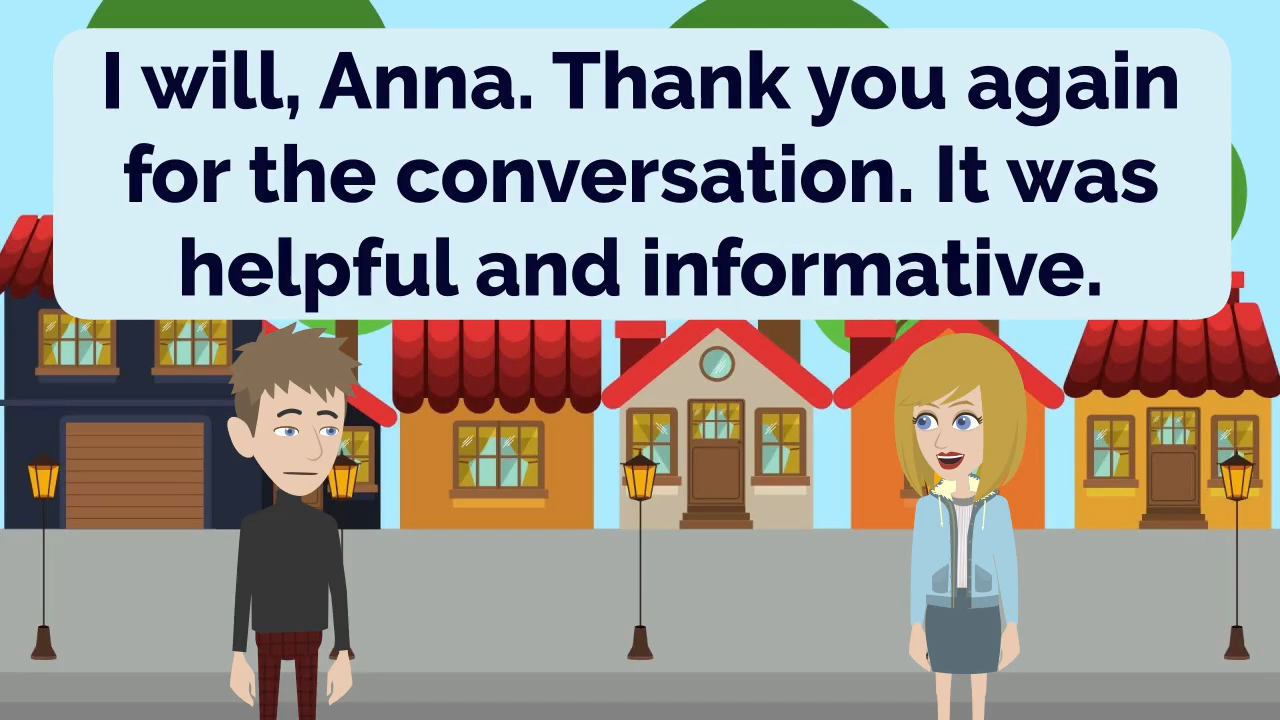 I will, Anna. Thank you again
for the conversation. It was
helpful and informative.